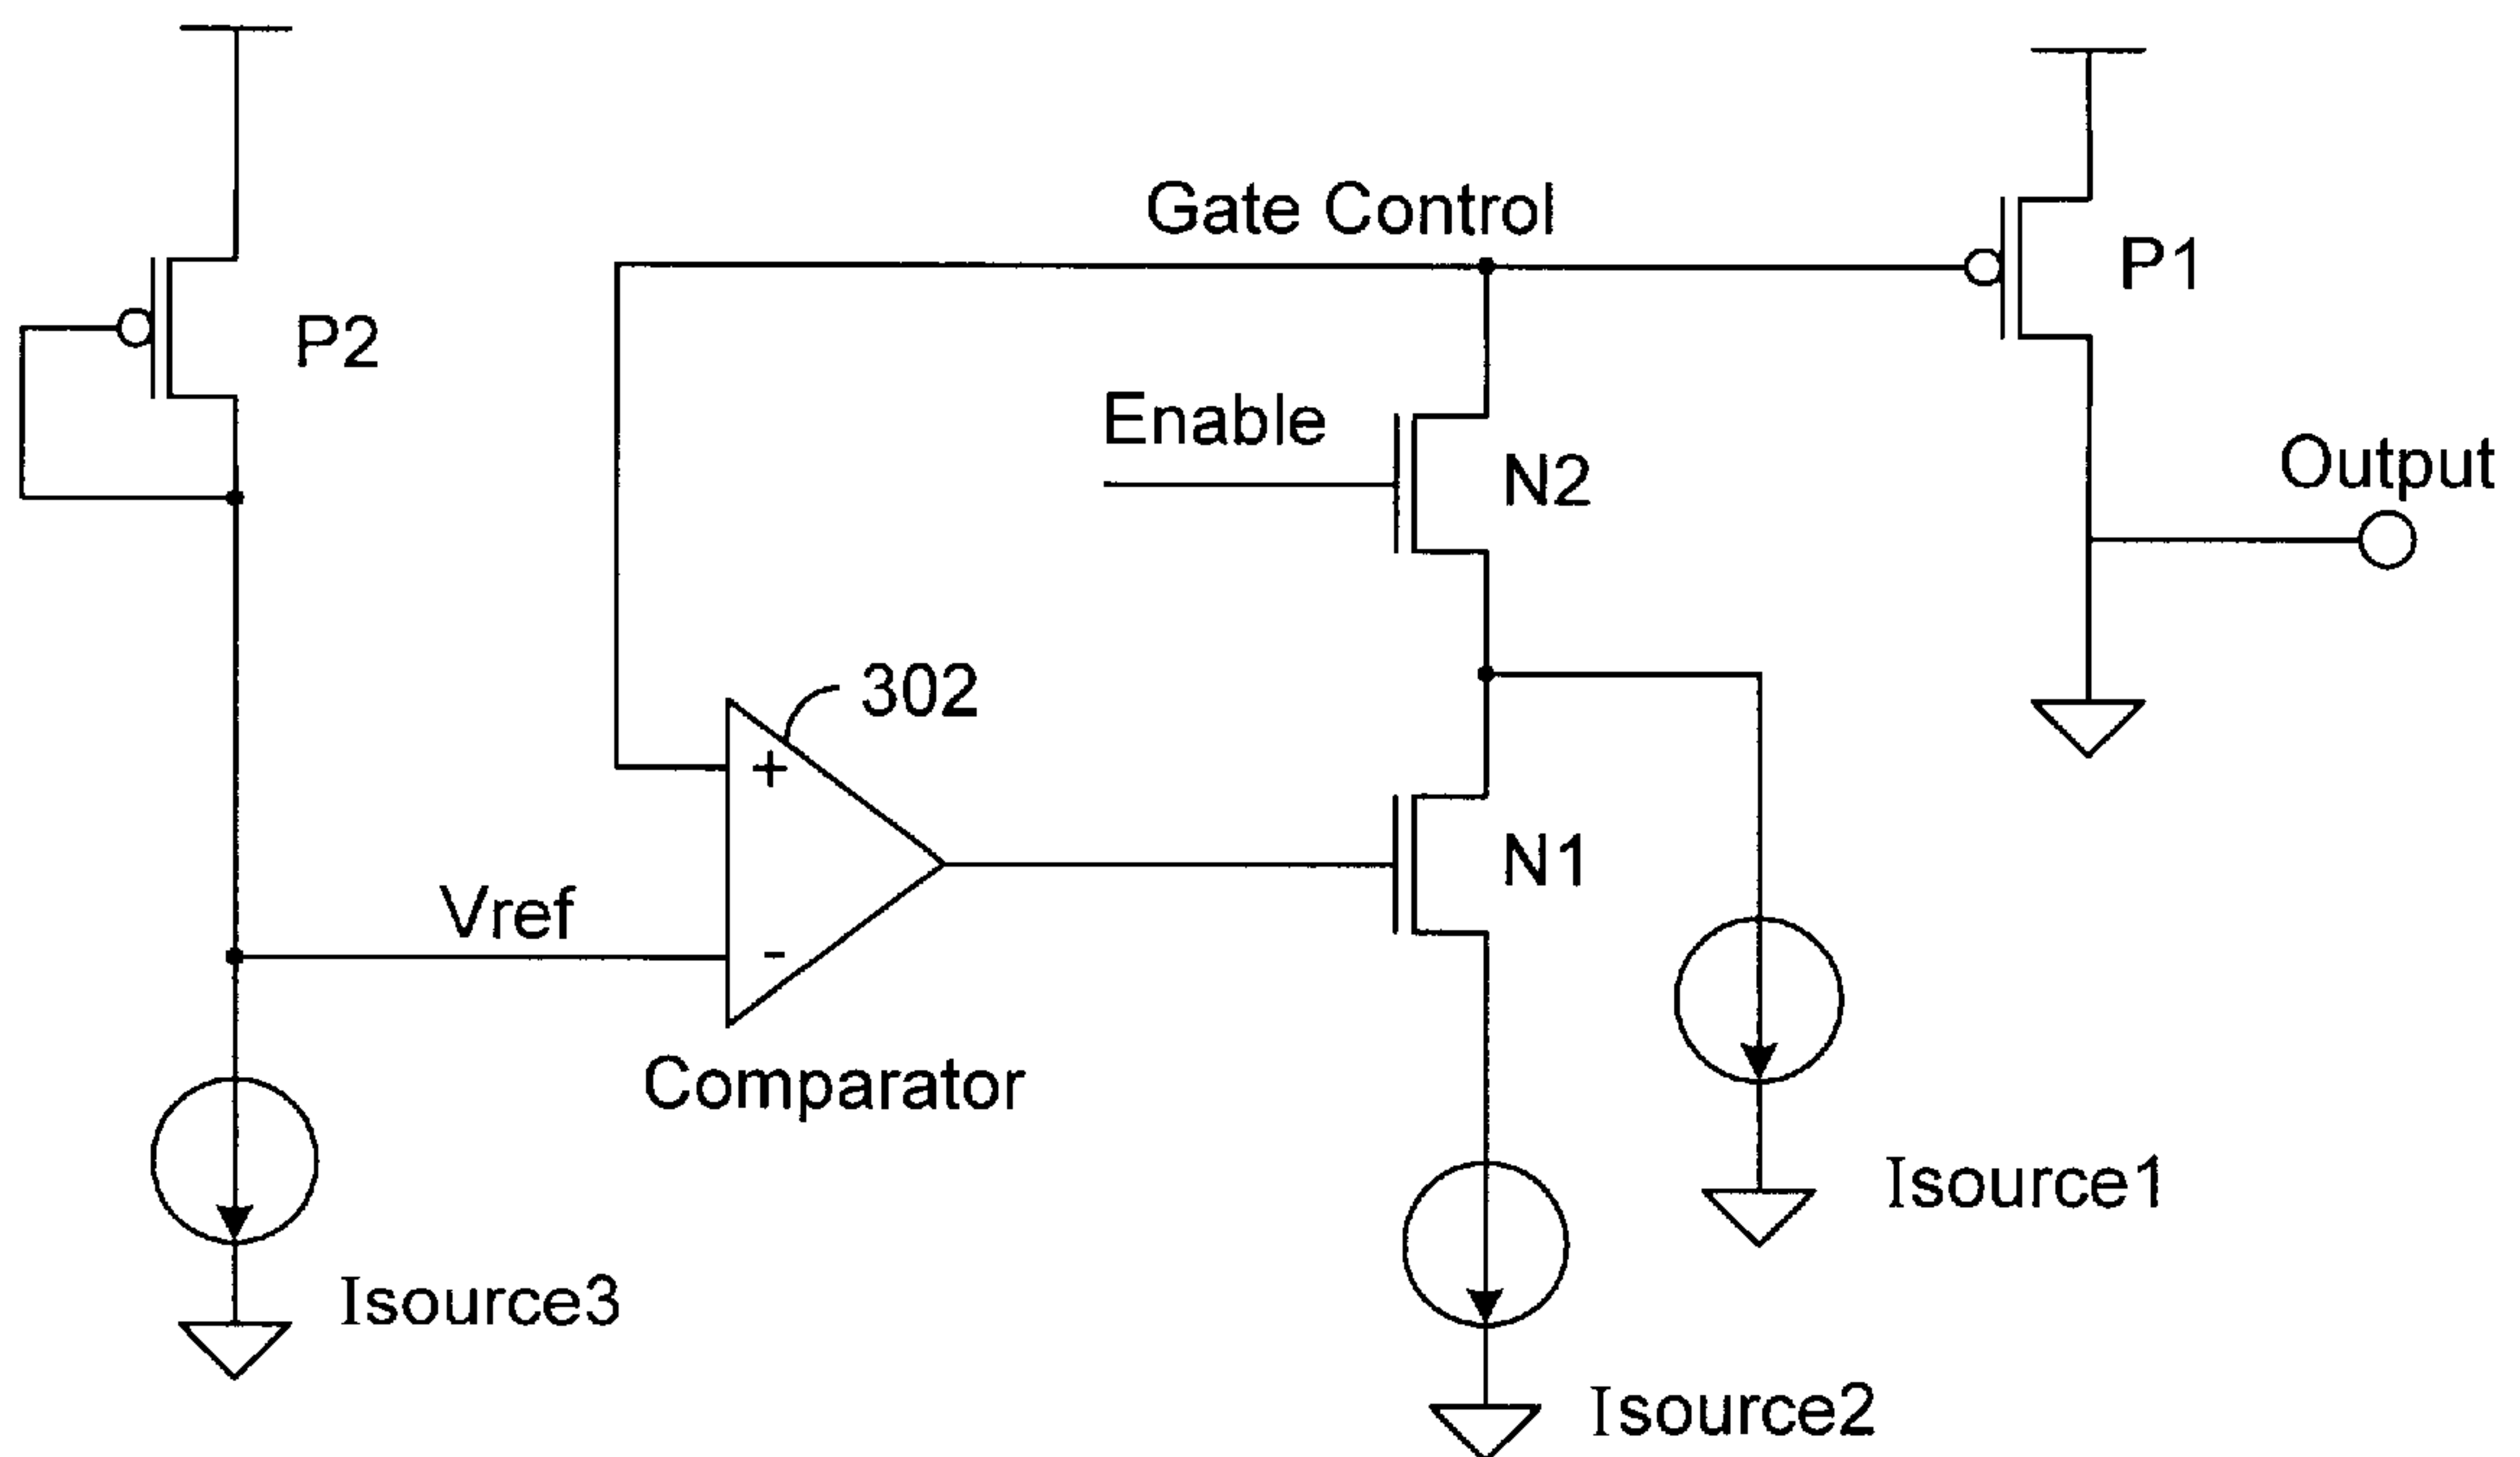 Gate Control
P1
P2
Enable
N2
Output
302
+
N1
Vref
-
Comparator
Isource1
Isource3
Isource2